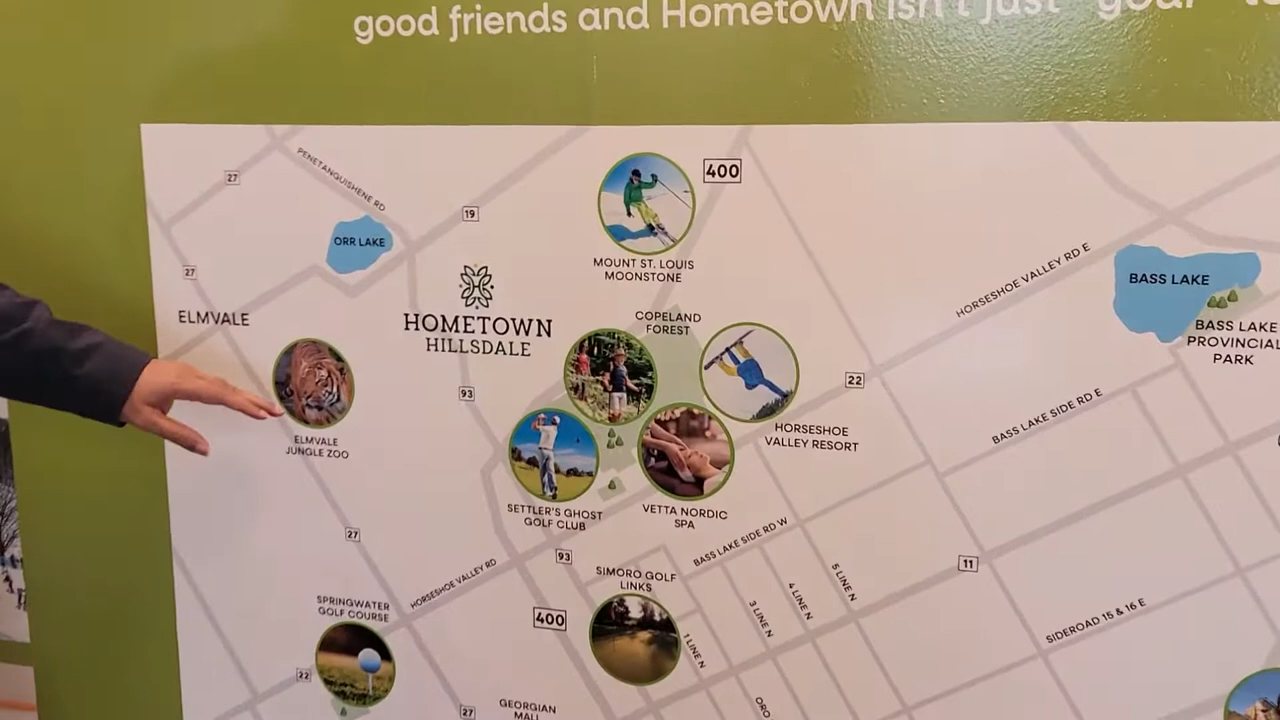 good friends and Hometown isn't just "your"
PENETANGUISHENE RD
27
400
19
ORR LAKE
27
MOUNT ST. LOUIS
MOONSTONE
HORSESHOE VALLEY RD E
BASS LAKE
ELMVALE
HOMETOWN
HILLSDALE
COPELAND
FOREST
BASS LAKE
PROVINCIAL
PARK
93
22
ELMVALE
JUNGLE ZOO
HORSESHOE
VALLEY RESORT
BASS LAKE SIDE RD E
SETTLER'S GHOST
GOLF CLUB
VETTA NORDIC
SPA
27
93
BASS LAKE SIDE RD W
11
HORSESHOE VALLEY RD
SIMORO GOLF
LINKS
5 LINE N
4 LINE N
3 LINE N
1 LINE N
SPRINGWATER
GOLF COURSE
400
SIDEROAD 15 & 16 E
22
27
GEORGIAN
MALL
ORO